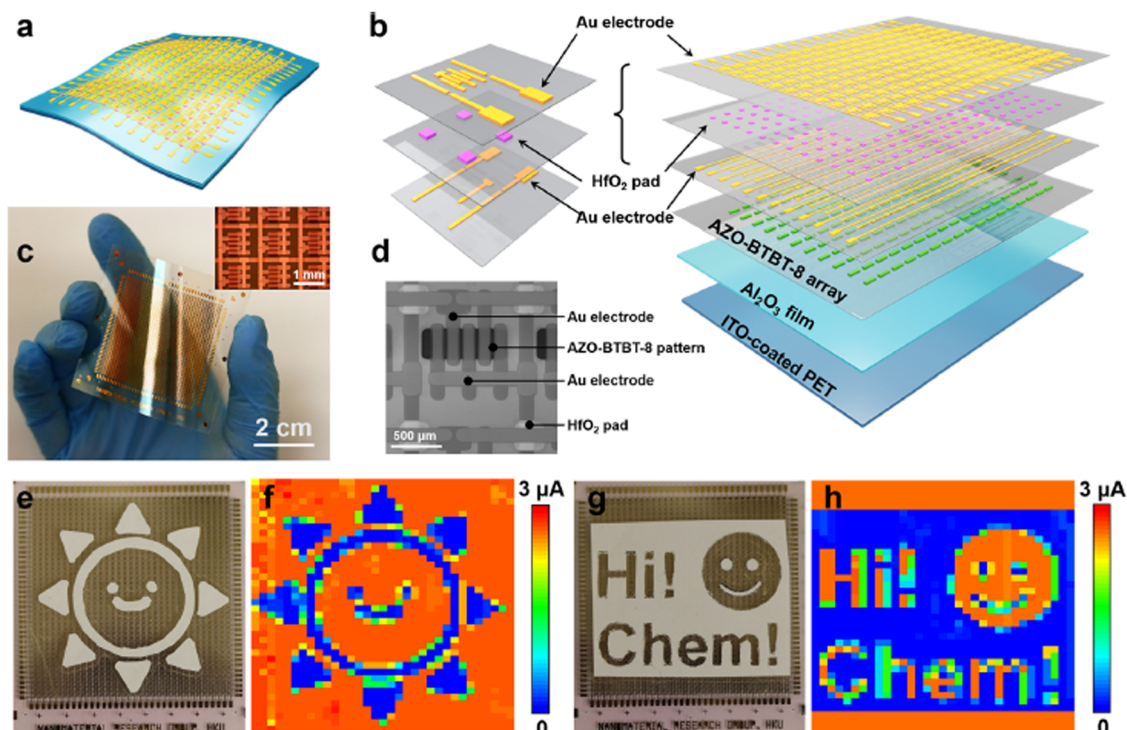 a
b
Au electrode
HfO₂ pad
Au electrode
AZO-BTBT-8 array
Al₂O₃ film
ITO-coated PET
c
1 mm
2 cm
d
Au electrode
AZO-BTBT-8 pattern
Au electrode
HfO₂ pad
500 μm
e
NANOMATERIAL RESEARCH GROUP, HKU
f
3 μA
0
g
Hi!
Chem!
NANOMATERIAL RESEARCH GROUP, HKU
h
Hi!
Chem!
3 μA
0